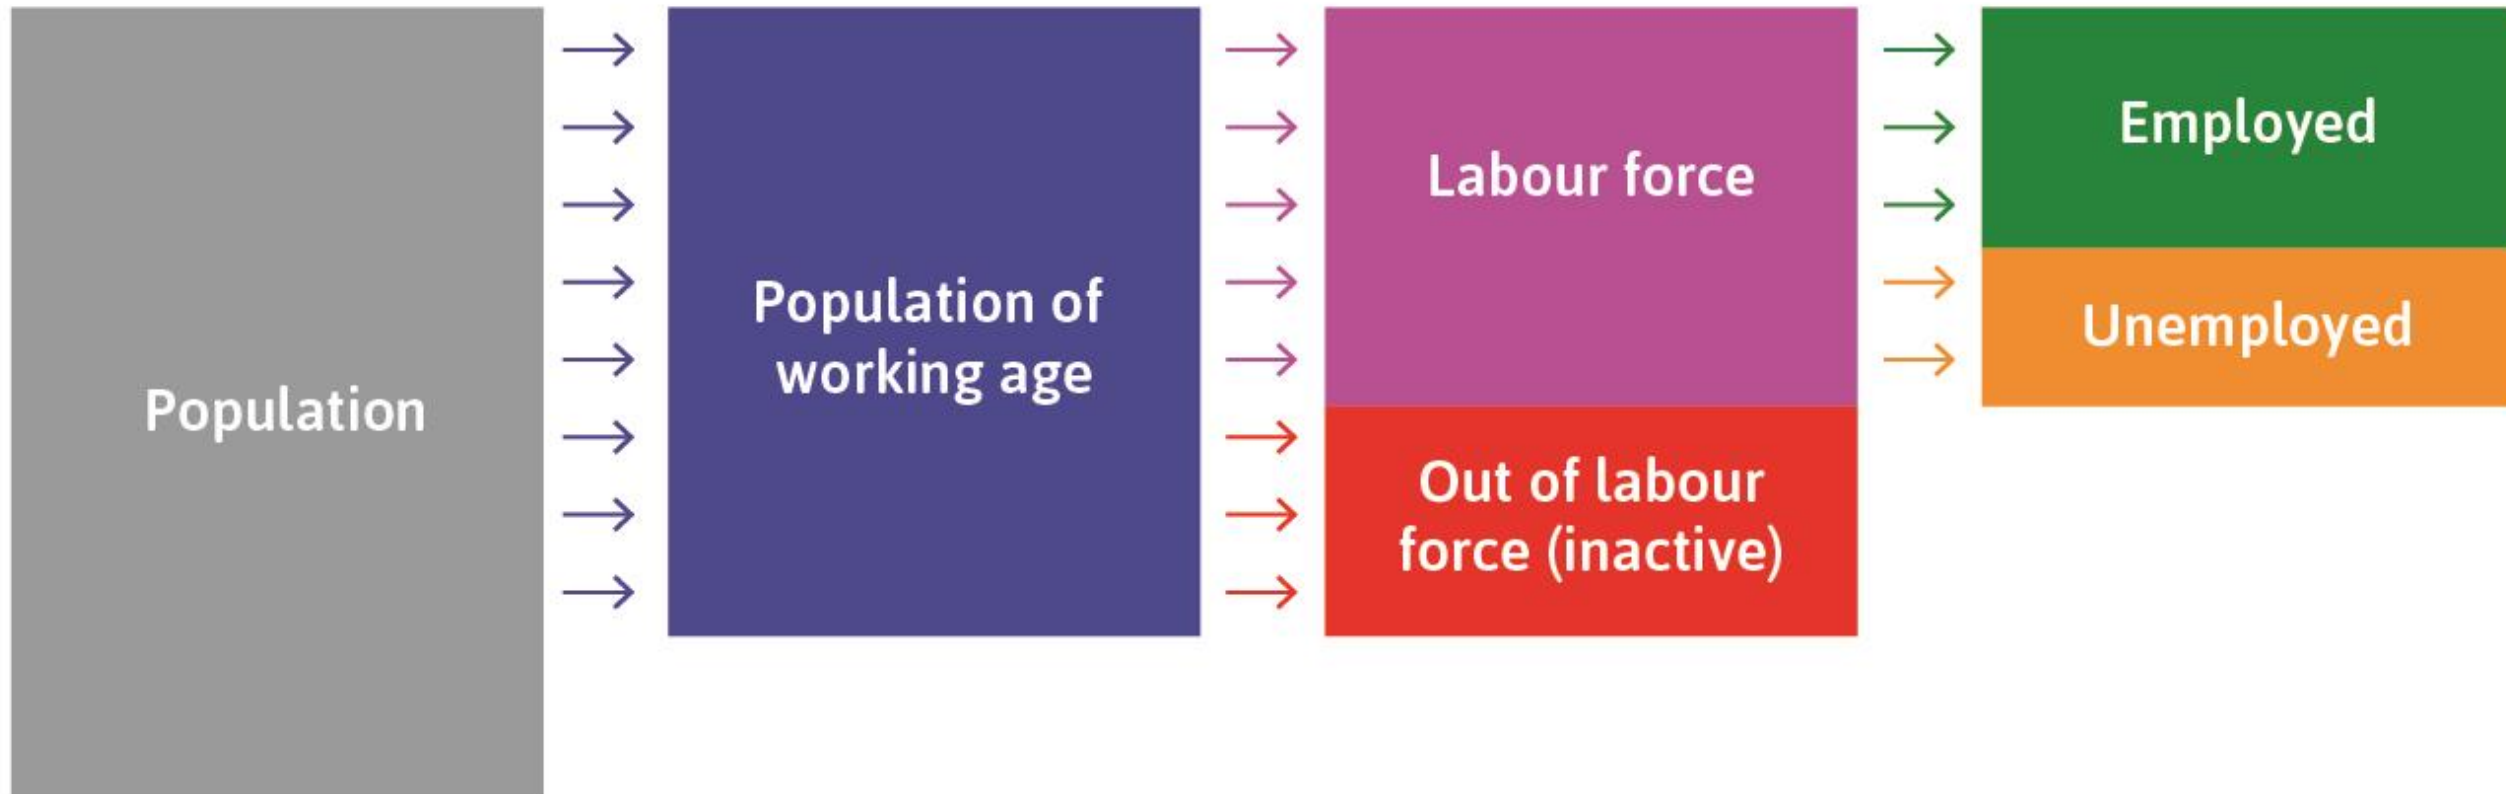 Population
Population of
working age
Labour force
Out of labour
force (inactive)
Employed
Unemployed